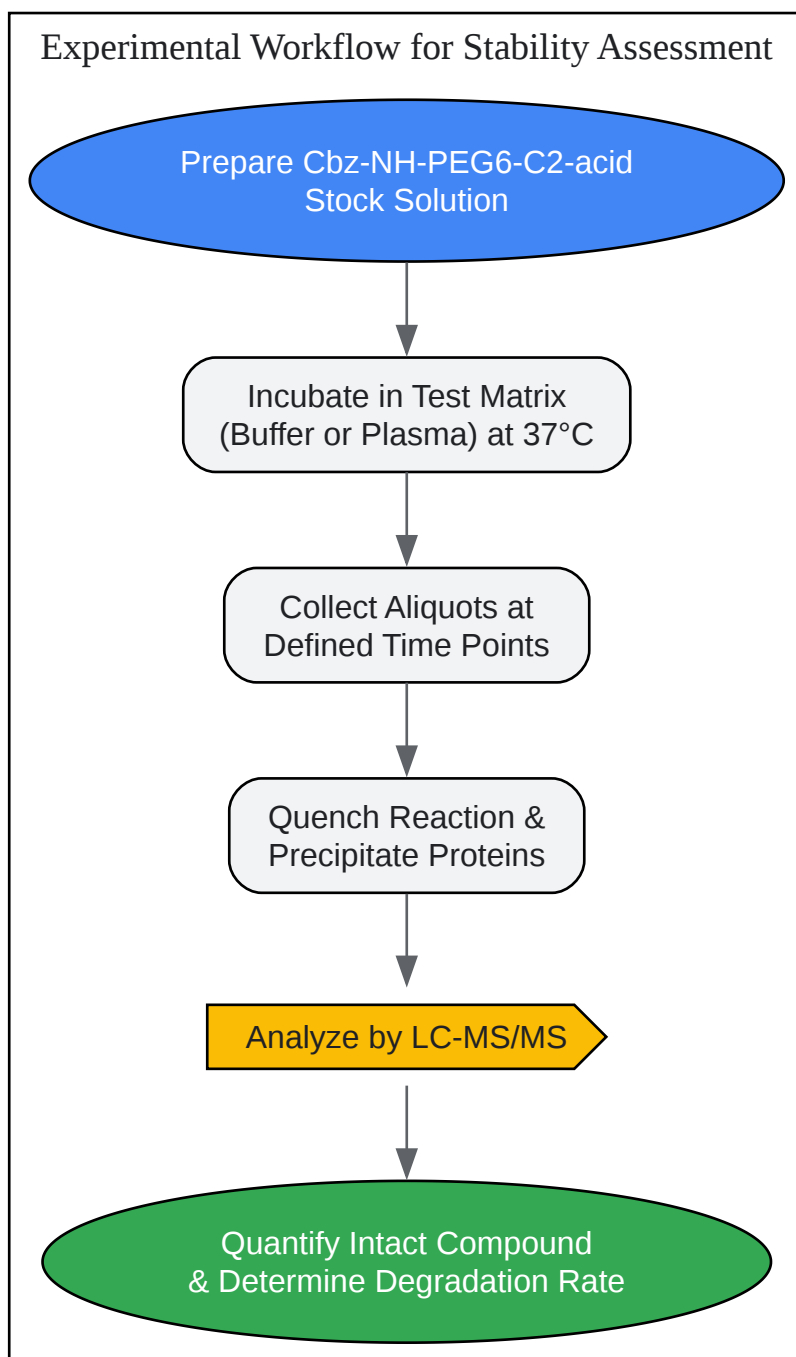 Experimental Workflow for Stability Assessment
Prepare Cbz-NH-PEG6-C2-acid
Stock Solution
Incubate in Test Matrix
(Buffer or Plasma) at 37°C
Collect Aliquots at
Defined Time Points
Quench Reaction &
Precipitate Proteins
Analyze by LC-MS/MS
Quantify Intact Compound
& Determine Degradation Rate